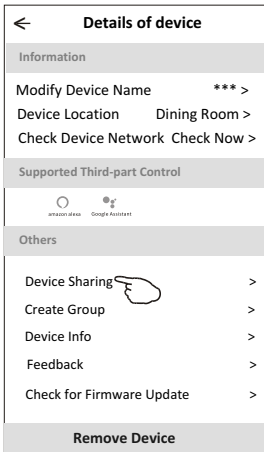 Details of device
Information
Modify Device Name *** >
Device Location Dining Room >
Check Device Network Check Now >
Supported Third-part Control
amazon alexa Google Assistant
Others
Device Sharing >
Create Group >
Device Info >
Feedback >
Check for Firmware Update >
Remove Device